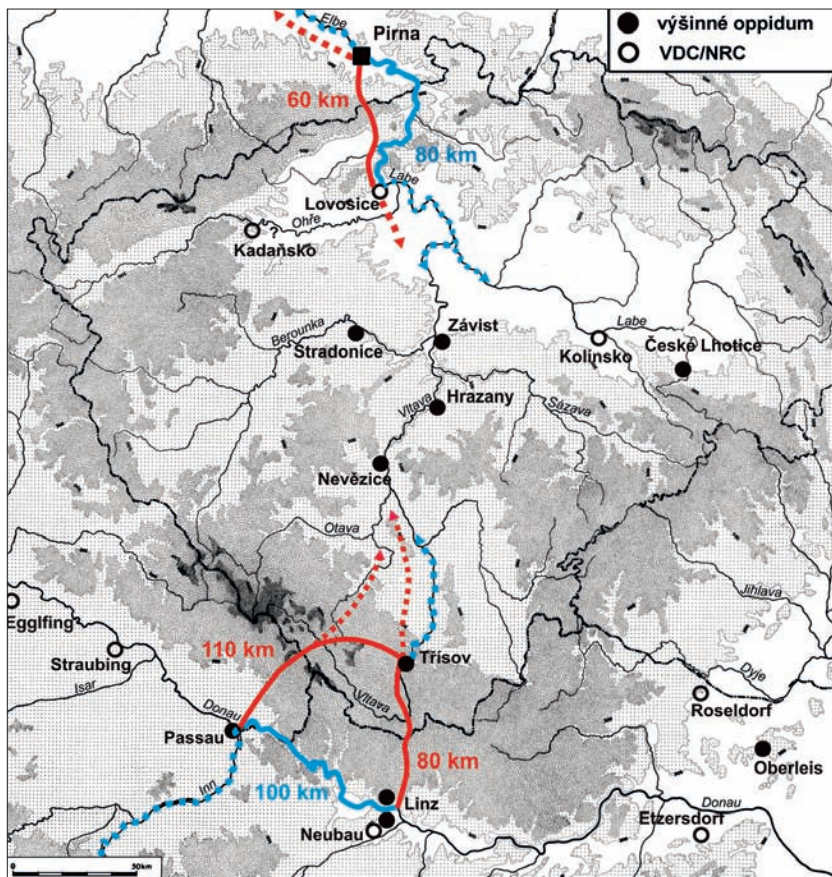 výšinné oppidum
VDC/NRC
Elbe
Pirna
60 km
80 km
Labe
Lovosice
Ohře
?
Kadaňsko
Berounka
Stradonice
Závist
Labe
Kolínsko
České Lhotice
Vltava
Hrazany
Sázava
Nevězice
Otava
Jihlava
Egglfing
110 km
Třísov
Straubing
Isar
Dyje
Vltava
Roseldorf
Donau
Passau
80 km
Oberleis
Inn
100 km
Linz
Donau
Neubau
Etzersdorf
0
50km